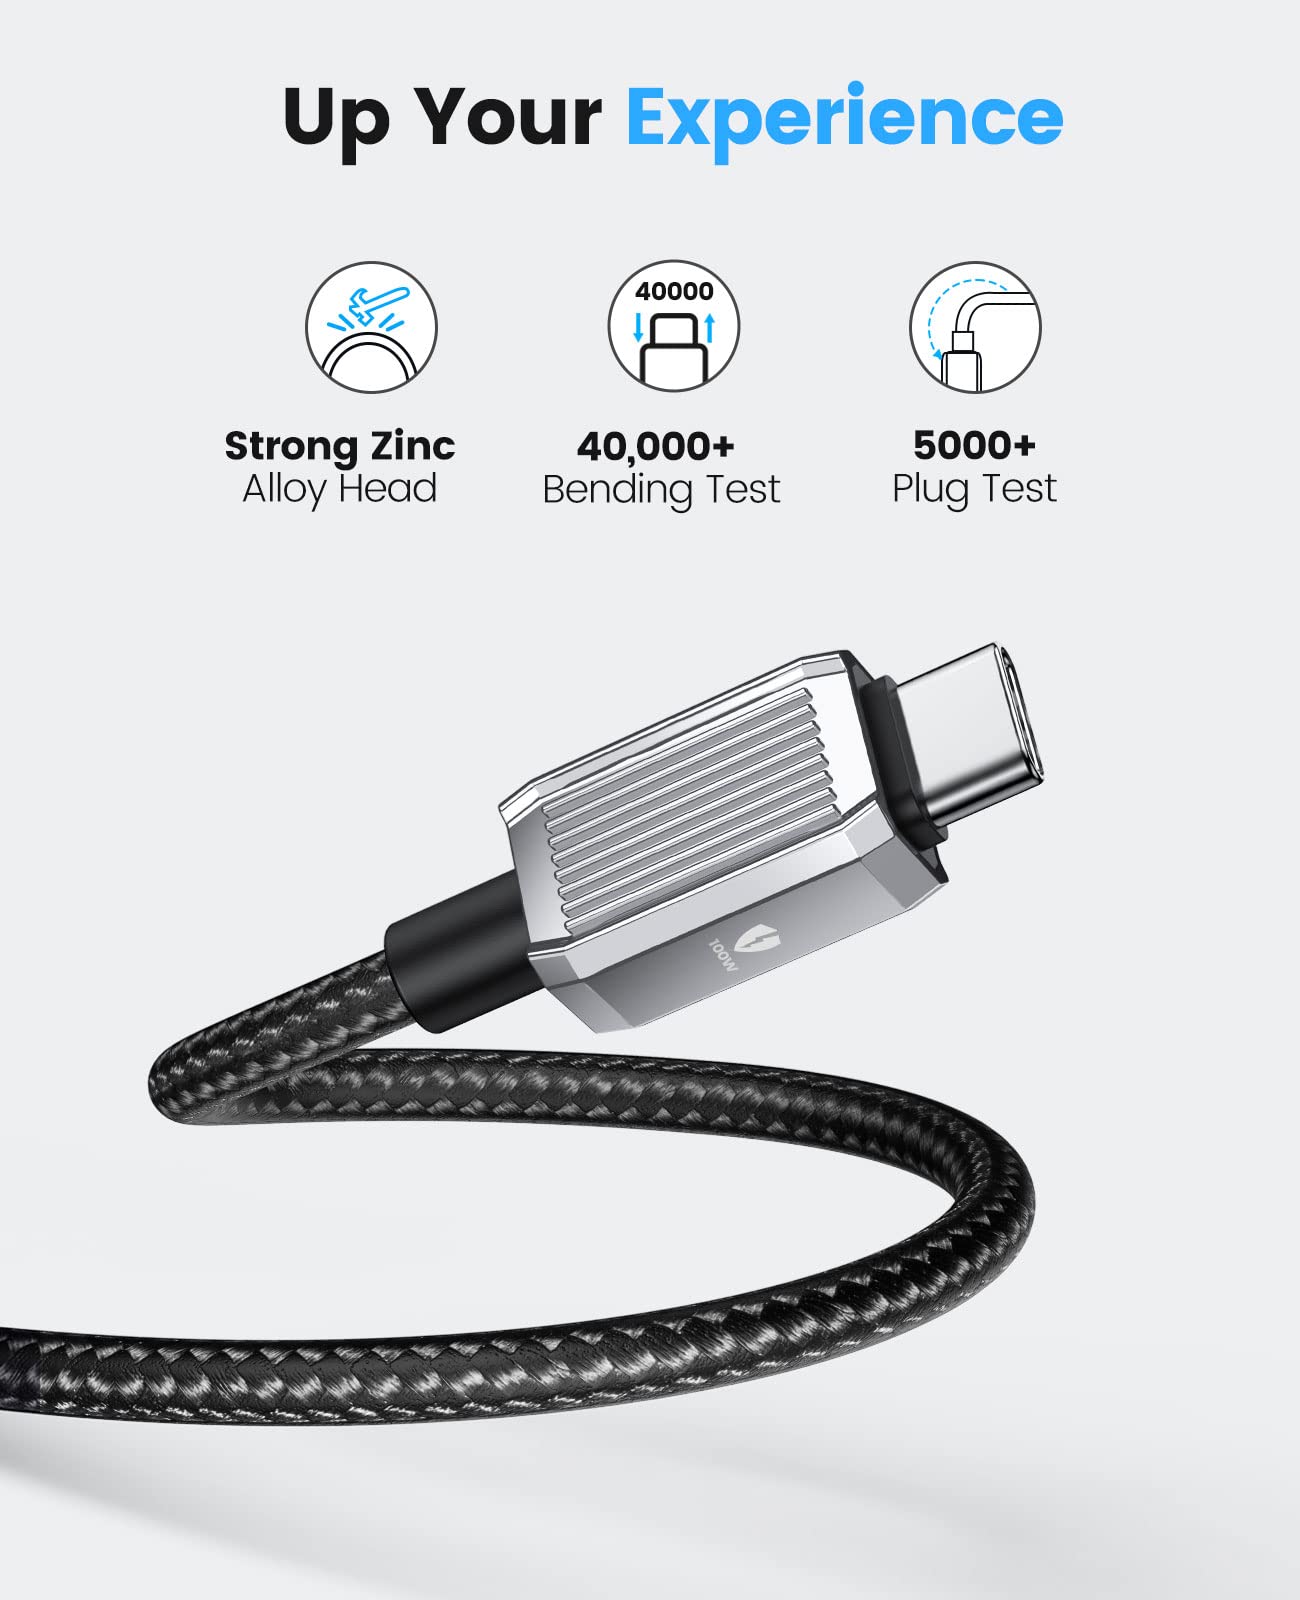 Up Your Experience
40000
Strong Zinc
Alloy Head
40,000+
Bending Test
5000+
Plug Test
100W